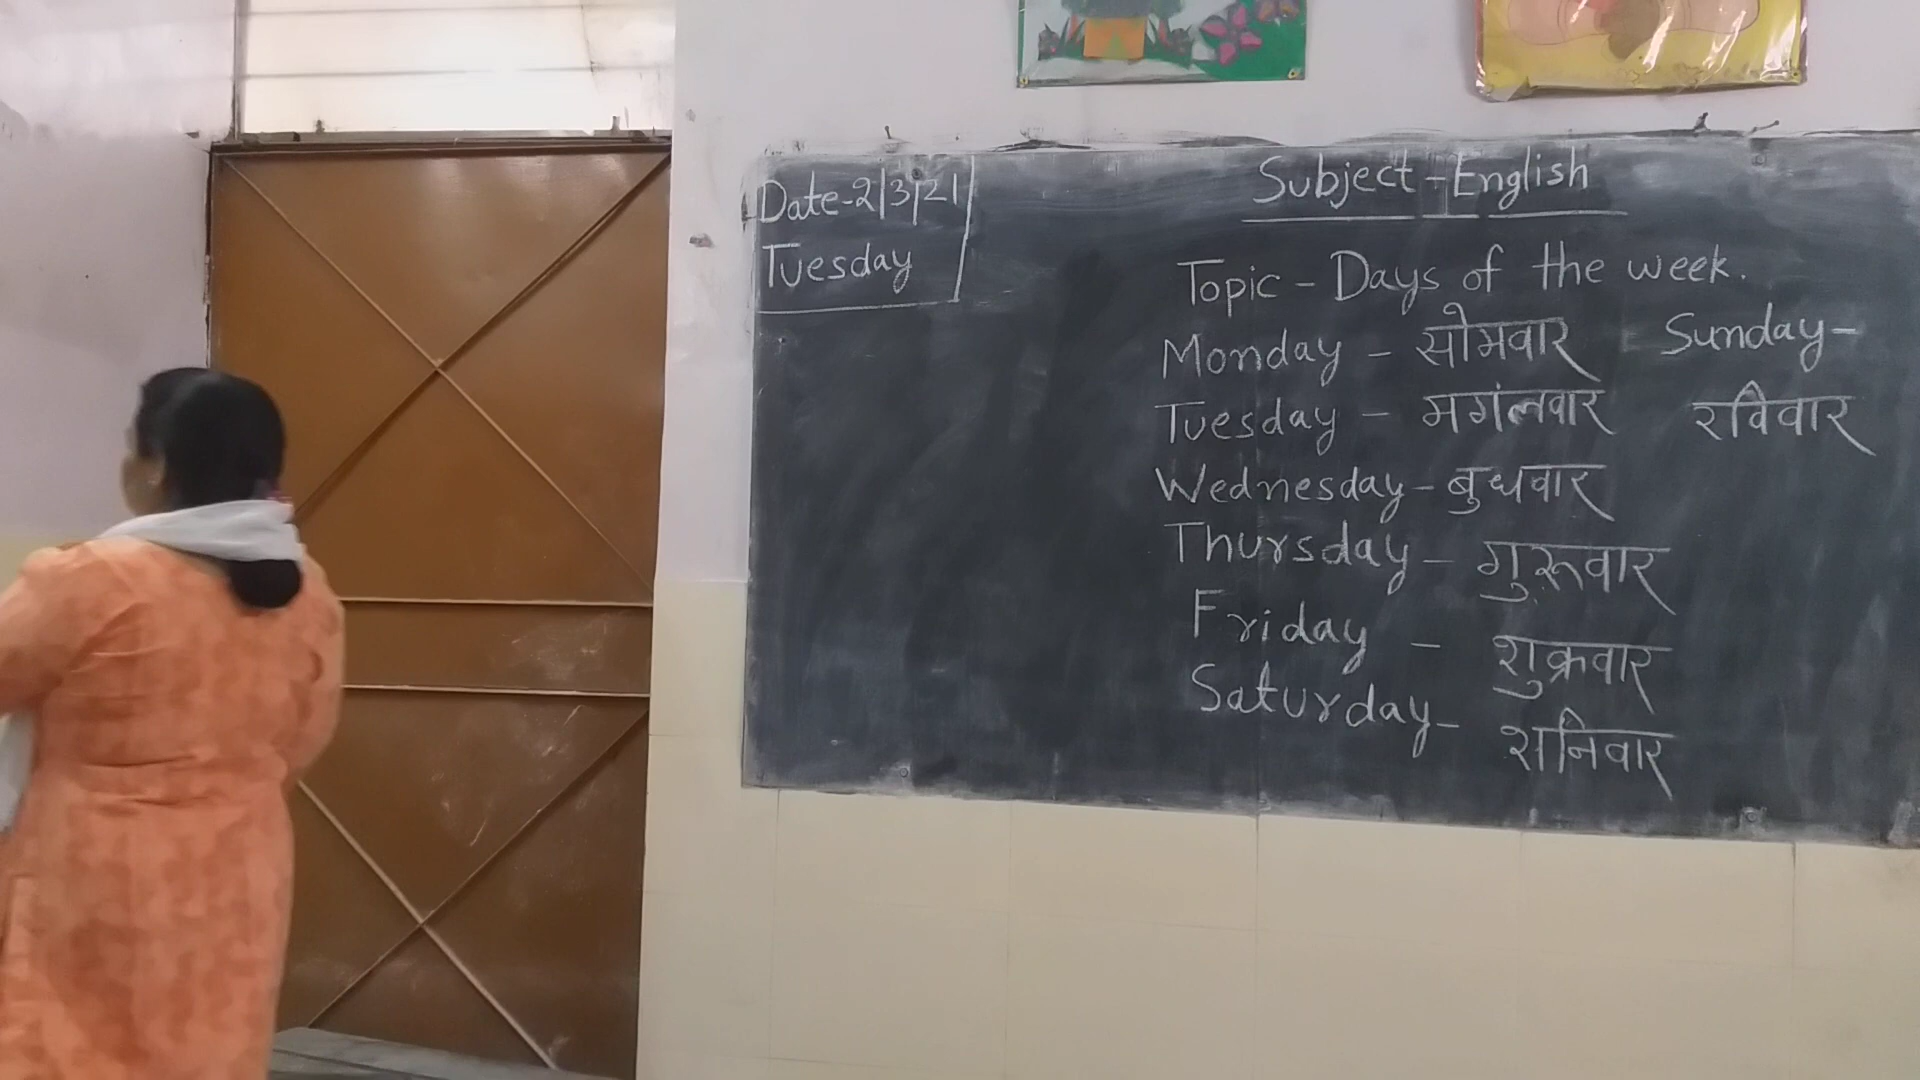 Date-2/3/21
Tuesday
Subject - English
Topic - Days of the week.
Monday - सोमवार
Tuesday - मगंलवार
Wednesday - बुधवार
Thursday - गुरूवार
Friday - शुक्रवार
Saturday - शनिवार
Sunday -
रविवार